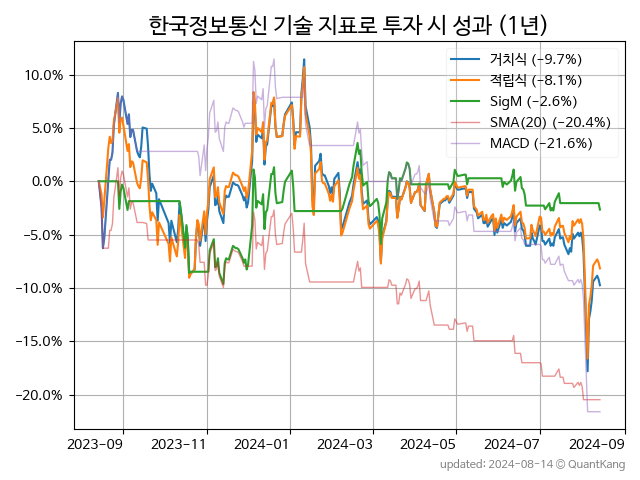 한국정보통신 기술 지표로 투자 시 성과 (1년)
거치식 (−9.7%)
적립식 (−8.1%)
SigM (−2.6%)
SMA(20) (−20.4%)
MACD (−21.6%)
10.0%
5.0%
0.0%
−5.0%
−10.0%
−15.0%
−20.0%
2023-09 2023-11 2024-01 2024-03 2024-05 2024-07 2024-09
updated: 2024-08-14 © QuantKang